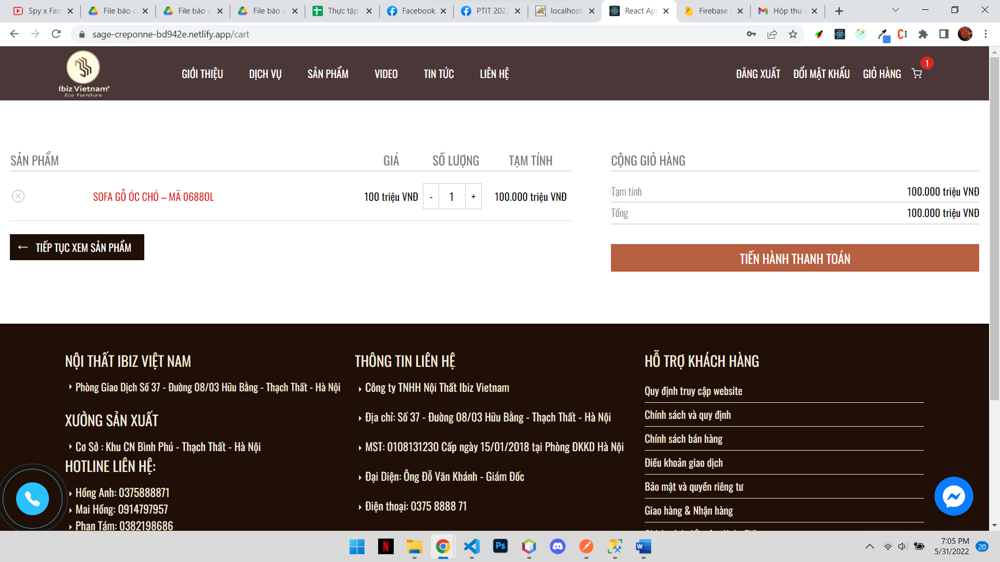 Spy x Fam
File báo c
File báo c
File báo c
Thực tập
Facebook
PTIT 2022
localhost
React App
Firebase
Hộp thư
sage-creponne-bd942e.netlify.app/cart
Ibiz Vietnam
Eco Furniture
GIỚI THIỆU
DỊCH VỤ
SẢN PHẨM
VIDEO
TIN TỨC
LIÊN HỆ
ĐĂNG XUẤT
ĐỔI MẬT KHẨU
GIỎ HÀNG
1
SẢN PHẨM GIÁ SỐ LƯỢNG TẠM TÍNH
SOFA GỖ ÓC CHÓ – MÃ 0688OL 100 triệu VNĐ - 1 + 100.000 triệu VNĐ
← TIẾP TỤC XEM SẢN PHẨM
CỘNG GIỎ HÀNG
Tạm tính 100.000 triệu VNĐ
Tổng 100.000 triệu VNĐ
TIẾN HÀNH THANH TOÁN
NỘI THẤT IBIZ VIỆT NAM
Phòng Giao Dịch Số 37 - Đường 08/03 Hữu Bằng - Thạch Thất - Hà Nội
XƯỞNG SẢN XUẤT
Cơ Sở : Khu CN Bình Phú - Thạch Thất - Hà Nội
HOTLINE LIÊN HỆ:
Hồng Anh: 0375888871
Mai Hồng: 0914797957
Phan Tám: 0382198686
THÔNG TIN LIÊN HỆ
Công ty TNHH Nội Thất Ibiz Vietnam
Địa chỉ: Số 37 - Đường 08/03 Hữu Bằng - Thạch Thất - Hà Nội
MST: 0108131230 Cấp ngày 15/01/2018 tại Phòng ĐKKD Hà Nội
Đại Diện: Ông Đỗ Văn Khánh - Giám Đốc
Điện thoại: 0375 8888 71
HỖ TRỢ KHÁCH HÀNG
Quy định truy cập website
Chính sách và quy định
Chính sách bán hàng
Điều khoản giao dịch
Bảo mật và quyền riêng tư
Giao hàng & Nhận hàng
7:05 PM
5/31/2022
20